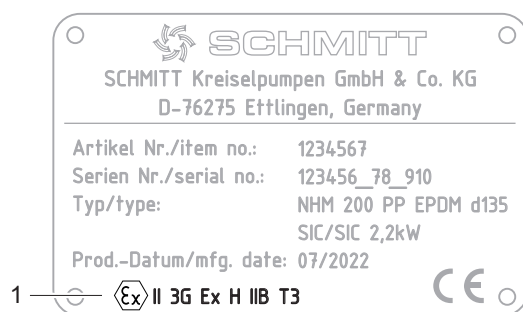 SCHMITT
SCHMITT Kreiselpumpen GmbH & Co. KG
D-76275 Ettlingen, Germany
Artikel Nr./item no.: 1234567
Serien Nr./serial no.: 123456_78_910
Typ/type: NHM 200 PP EPDM d135
SIC/SIC 2,2kW
Prod.-Datum/mfg. date: 07/2022
1 Ex II 3G Ex H IIB T3 CE